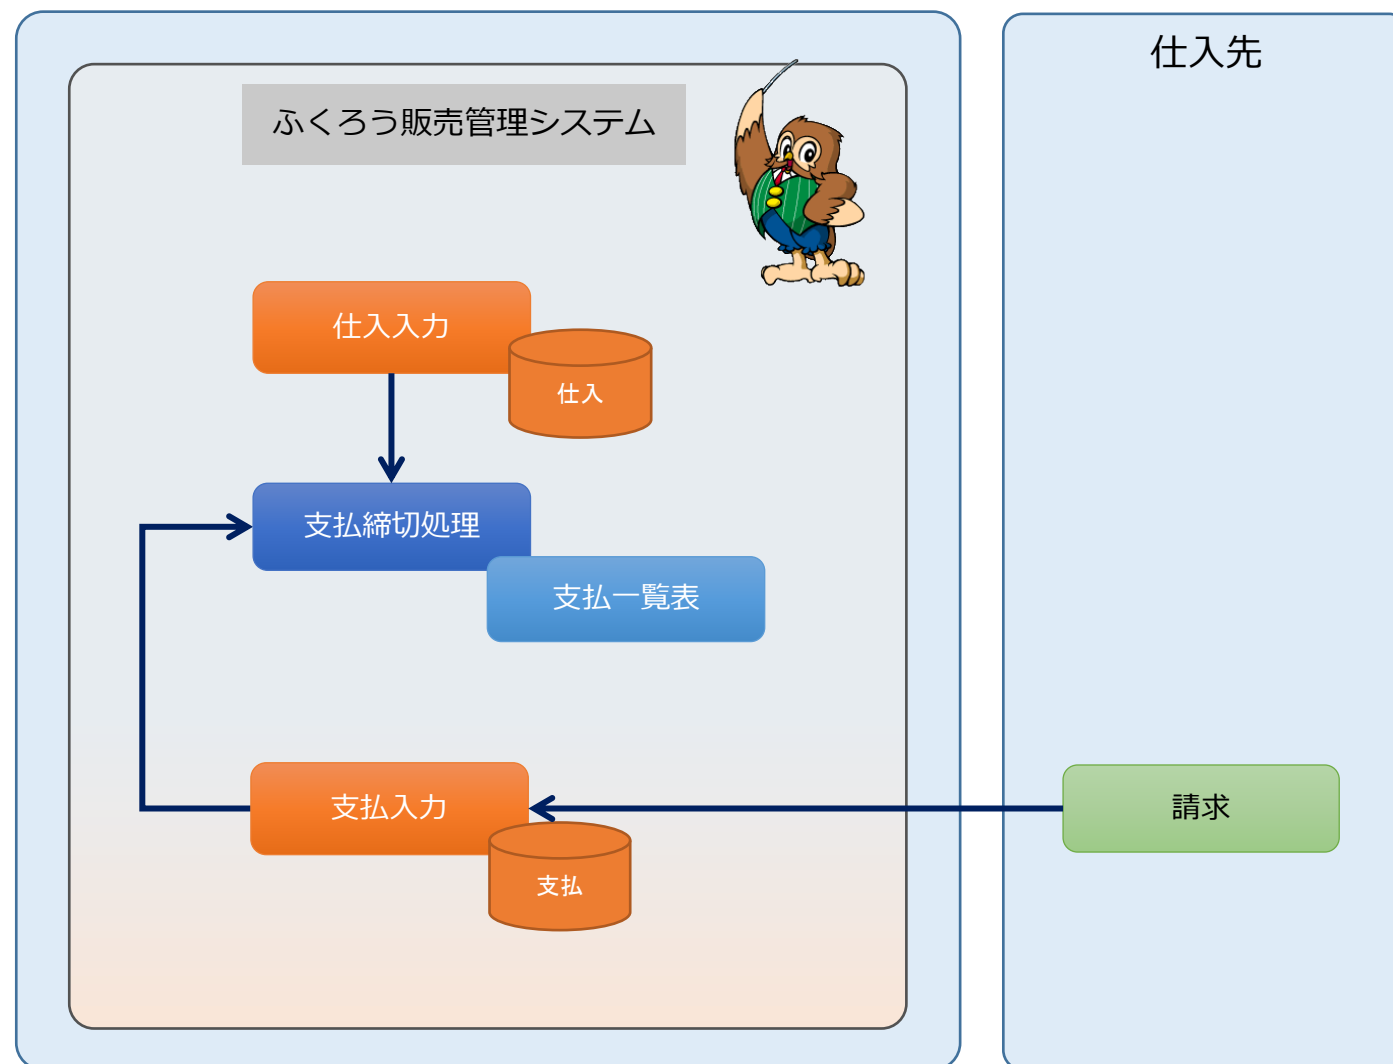 仕入先
ふくろう販売管理システム
仕入入力
仕入
支払締切処理
支払一覧表
支払入力
請求
支払